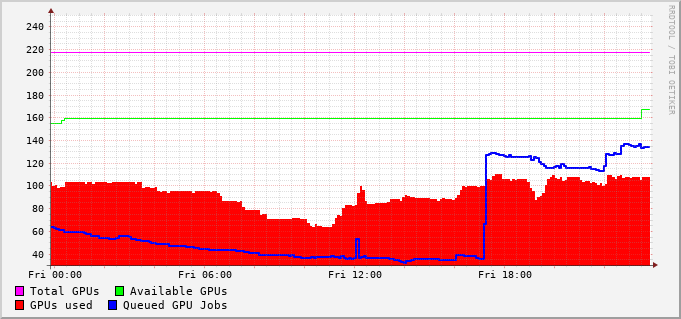 240
220
200
180
160
140
120
100
80
60
40
Fri 00:00 Fri 06:00 Fri 12:00 Fri 18:00
Total GPUs Available GPUs
GPUs used Queued GPU Jobs
RRDTOOL / TOBI OETIKER